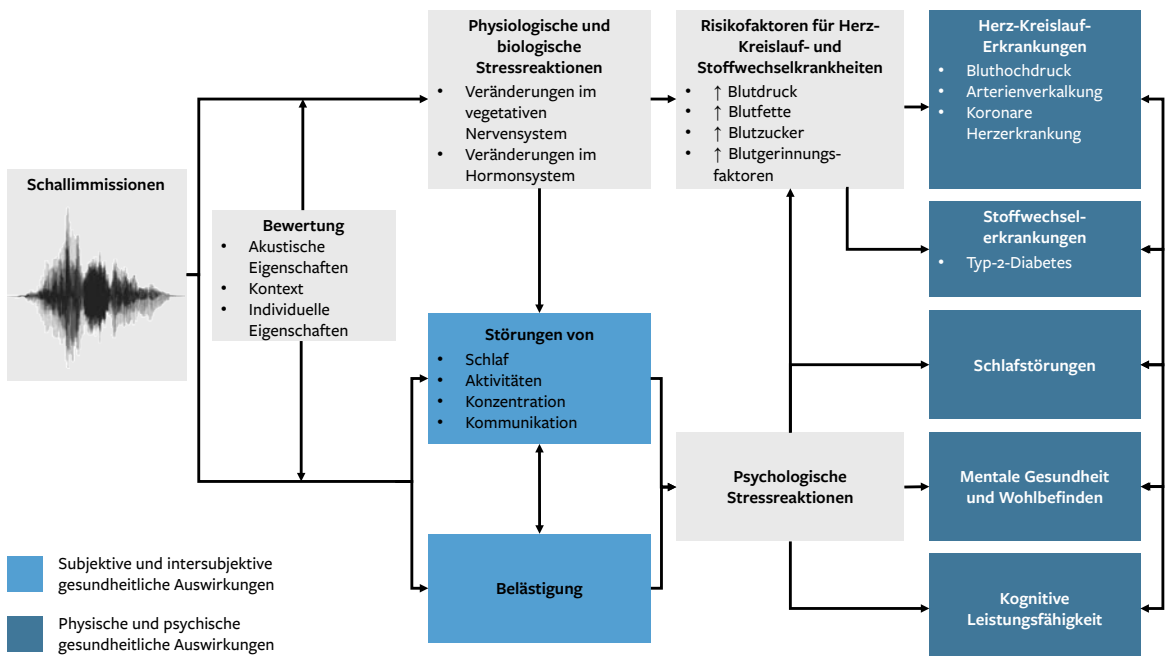 Schallimmissionen
Bewertung
• Akustische
Eigenschaften
• Kontext
• Individuelle
Eigenschaften
Physiologische und
biologische
Stressreaktionen
• Veränderungen im
vegetativen
Nervensystem
• Veränderungen im
Hormonsystem
Störungen von
• Schlaf
• Aktivitäten
• Konzentration
• Kommunikation
Belästigung
Risikofaktoren für Herz-
Kreislauf- und
Stoffwechselkrankheiten
• ↑ Blutdruck
• ↑ Blutfette
• ↑ Blutzucker
• ↑ Blutgerinnungs-
faktoren
Psychologische
Stressreaktionen
Herz-Kreislauf-
Erkrankungen
• Bluthochdruck
• Arterienverkalkung
• Koronare
Herzerkrankung
Stoffwechsel-
erkrankungen
• Typ-2-Diabetes
Schlafstörungen
Mentale Gesundheit
und Wohlbefinden
Kognitive
Leistungsfähigkeit
Subjektive und intersubjektive
gesundheitliche Auswirkungen
Physische und psychische
gesundheitliche Auswirkungen